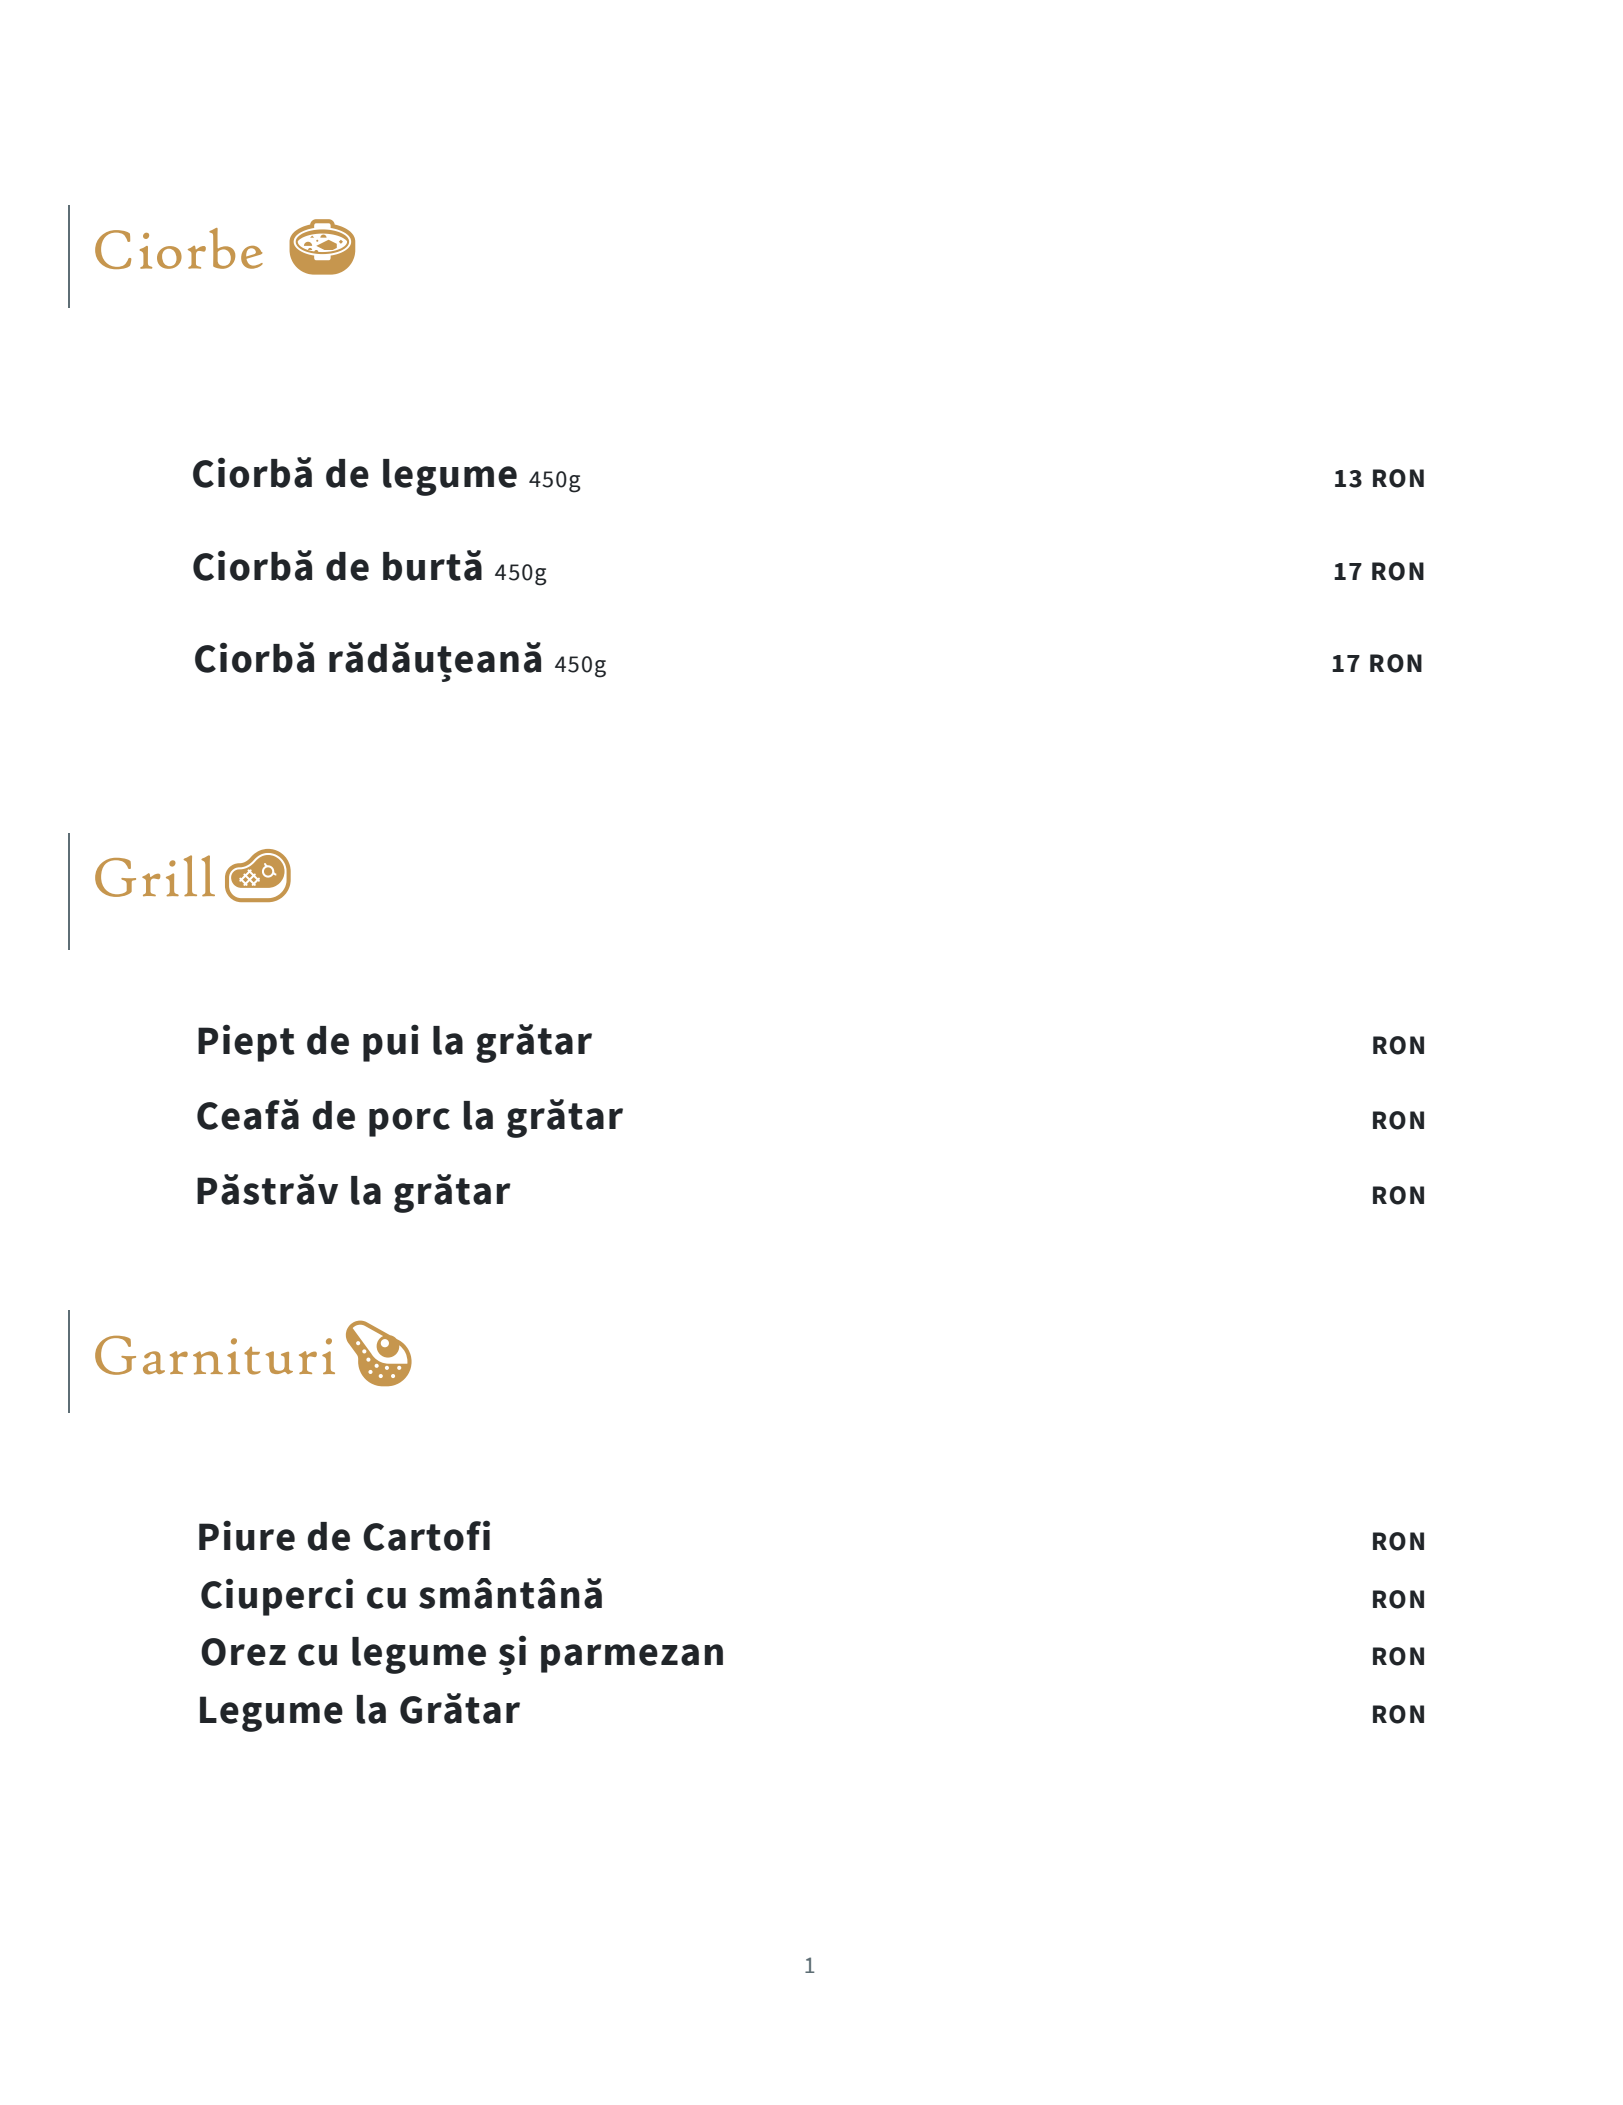 Ciorbe
Ciorbă de legume 450g 13 RON
Ciorbă de burtă 450g 17 RON
Ciorbă rădăuțeană 450g 17 RON
Grill
Piept de pui la grătar RON
Ceafă de porc la grătar RON
Păstrăv la grătar RON
Garnituri
Piure de Cartofi RON
Ciuperci cu smântână RON
Orez cu legume și parmezan RON
Legume la Grătar RON
1